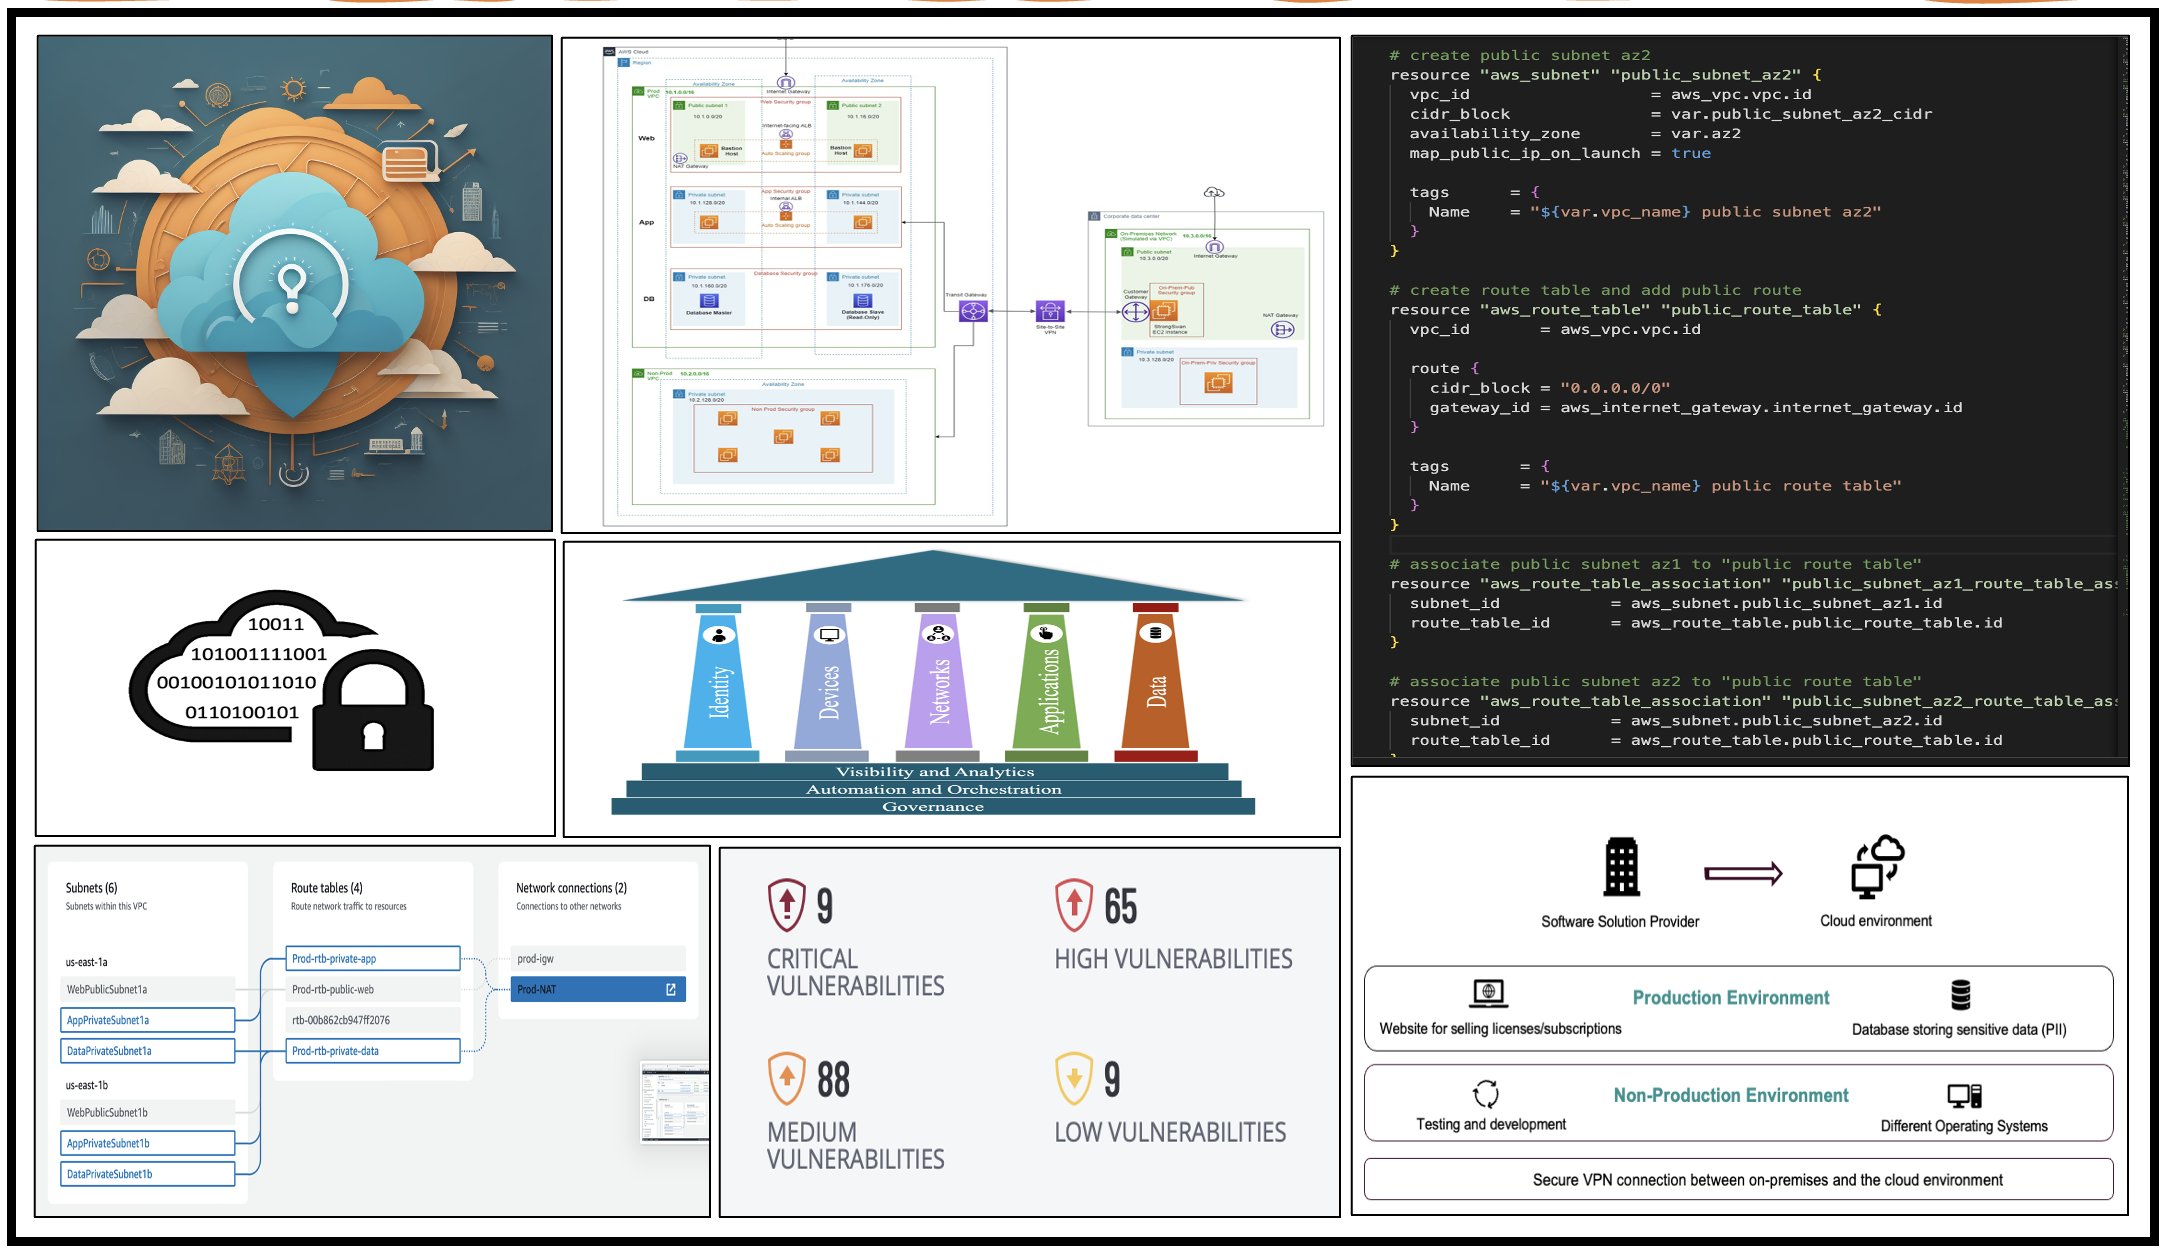 AWS Cloud
Region
Availability Zone
Availability Zone
Internet Gateway
Prod
VPC
10.1.0.0/16
Web Security group
Public subnet 1
10.1.0.0/20
Public subnet 2
10.1.16.0/20
Internet-facing ALB
Web
Bastion
Host
Auto Scaling group
Bastion
Host
NAT Gateway
App Security group
Private subnet
10.1.128.0/20
Internal ALB
Private subnet
10.1.144.0/20
App
Auto Scaling group
Database Security group
Private subnet
10.1.160.0/20
Private subnet
10.1.176.0/20
DB
Database Master
Database Slave
(Read-Only)
Transit Gateway
Site-to-Site
VPN
Non-Prod
VPC
10.2.0.0/16
Availability Zone
Private subnet
10.2.128.0/20
Non Prod Security group
Corporate data center
On-Premises Network
(Simulated via VPC)
10.3.0.0/16
Public subnet
10.3.0.0/20
Internet Gateway
Customer
Gateway
On-Prem-Pub
Security group
StrongSwan
EC2 instance
NAT Gateway
Private subnet
10.3.128.0/20
On-Prem-Priv Security group
# create public subnet az2
resource "aws_subnet" "public_subnet_az2" {
vpc_id = aws_vpc.vpc.id
cidr_block = var.public_subnet_az2_cidr
availability_zone = var.az2
map_public_ip_on_launch = true
tags = {
Name = "${var.vpc_name} public subnet az2"
}
}
# create route table and add public route
resource "aws_route_table" "public_route_table" {
vpc_id = aws_vpc.vpc.id
route {
cidr_block = "0.0.0.0/0"
gateway_id = aws_internet_gateway.internet_gateway.id
}
tags = {
Name = "${var.vpc_name} public route table"
}
}
# associate public subnet az1 to "public route table"
resource "aws_route_table_association" "public_subnet_az1_route_table_ass
subnet_id = aws_subnet.public_subnet_az1.id
route_table_id = aws_route_table.public_route_table.id
}
# associate public subnet az2 to "public route table"
resource "aws_route_table_association" "public_subnet_az2_route_table_ass
subnet_id = aws_subnet.public_subnet_az2.id
route_table_id = aws_route_table.public_route_table.id
10011
101001111001
00100101011010
0110100101
Identity
Devices
Networks
Applications
Data
Visibility and Analytics
Automation and Orchestration
Governance
Subnets (6)
Subnets within this VPC
us-east-1a
WebPublicSubnet1a
AppPrivateSubnet1a
DataPrivateSubnet1a
us-east-1b
WebPublicSubnet1b
AppPrivateSubnet1b
DataPrivateSubnet1b
Route tables (4)
Route network traffic to resources
Prod-rtb-private-app
Prod-rtb-public-web
rtb-00b862cb947ff2076
Prod-rtb-private-data
Network connections (2)
Connections to other networks
prod-igw
Prod-NAT
9
CRITICAL
VULNERABILITIES
65
HIGH VULNERABILITIES
88
MEDIUM
VULNERABILITIES
9
LOW VULNERABILITIES
Software Solution Provider
Cloud environment
Production Environment
Website for selling licenses/subscriptions
Database storing sensitive data (PII)
Non-Production Environment
Testing and development
Different Operating Systems
Secure VPN connection between on-premises and the cloud environment